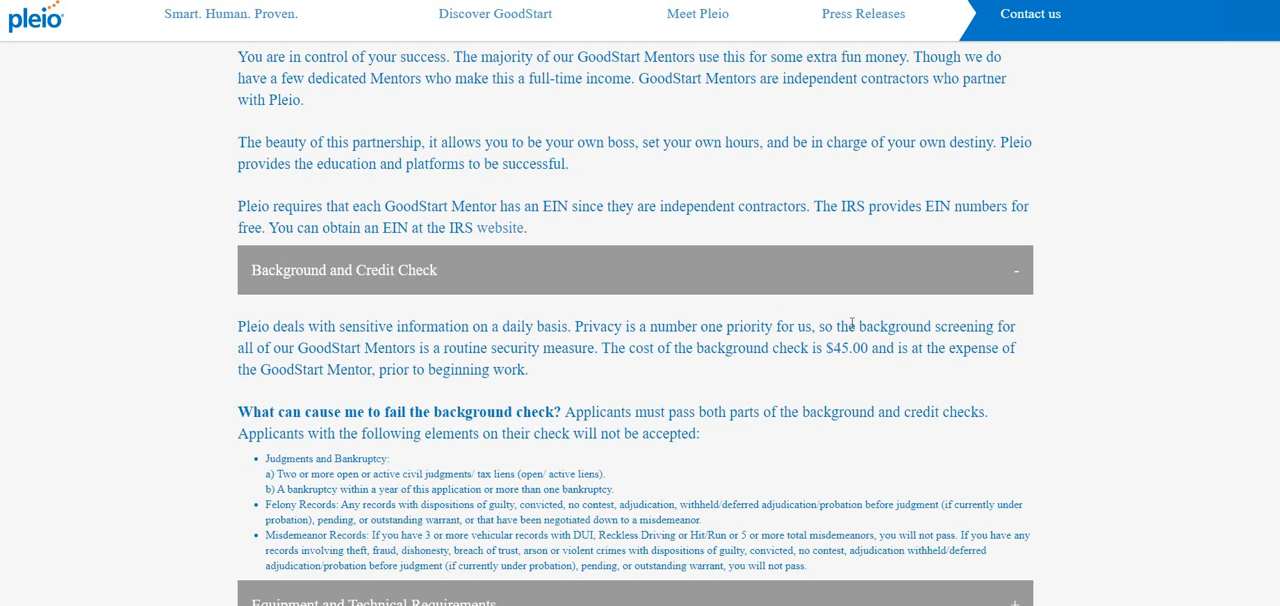 pleio Smart. Human. Proven. Discover GoodStart Meet Pleio Press Releases Contact us
You are in control of your success. The majority of our GoodStart Mentors use this for some extra fun money. Though we do
have a few dedicated Mentors who make this a full-time income. GoodStart Mentors are independent contractors who partner
with Pleio.
The beauty of this partnership, it allows you to be your own boss, set your own hours, and be in charge of your own destiny. Pleio
provides the education and platforms to be successful.
Pleio requires that each GoodStart Mentor has an EIN since they are independent contractors. The IRS provides EIN numbers for
free. You can obtain an EIN at the IRS website.
Background and Credit Check -
Pleio deals with sensitive information on a daily basis. Privacy is a number one priority for us, so the background screening for
all of our GoodStart Mentors is a routine security measure. The cost of the background check is $45.00 and is at the expense of
the GoodStart Mentor, prior to beginning work.
What can cause me to fail the background check? Applicants must pass both parts of the background and credit checks.
Applicants with the following elements on their check will not be accepted:
• Judgments and Bankruptcy:
a) Two or more open or active civil judgments/ tax liens (open/ active liens).
b) A bankruptcy within a year of this application or more than one bankruptcy.
• Felony Records: Any records with dispositions of guilty, convicted, no contest, adjudication, withheld/deferred adjudication/probation before judgment (if currently under
probation), pending, or outstanding warrant, or that have been negotiated down to a misdemeanor.
• Misdemeanor Records: If you have 3 or more vehicular records with DUI, Reckless Driving or Hit/Run or 5 or more total misdemeanors, you will not pass. If you have any
records involving theft, fraud, dishonesty, breach of trust, arson or violent crimes with dispositions of guilty, convicted, no contest, adjudication withheld/deferred
adjudication/probation before judgment (if currently under probation), pending, or outstanding warrant, you will not pass.
Equipment and Technical Requirements +